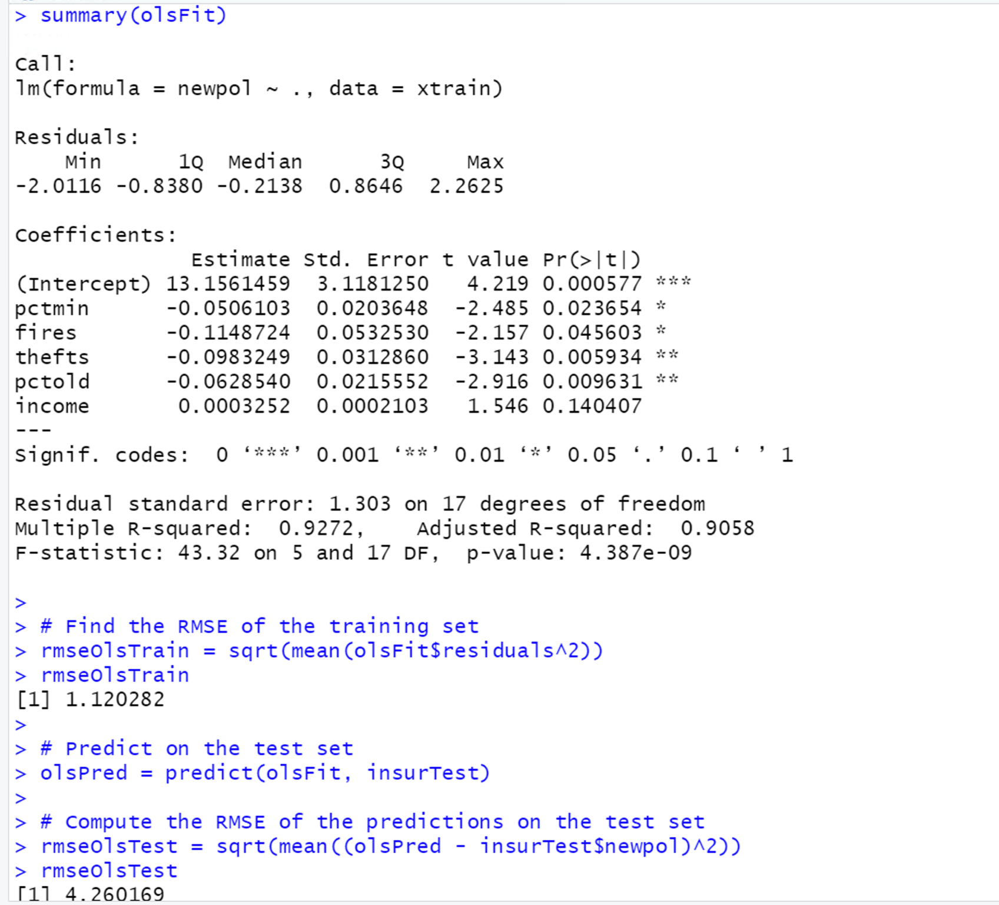 > summary(olsFit)
Call:
lm(formula = newpol ~ ., data = xtrain)
Residuals:
    Min      1Q  Median      3Q     Max
-2.0116 -0.8380 -0.2138  0.8646  2.2625
Coefficients:
              Estimate Std. Error t value Pr(>|t|)
(Intercept) 13.1561459  3.1181250   4.219 0.000577 ***
pctmin      -0.0506103  0.0203648  -2.485 0.023654 *
fires       -0.1148724  0.0532530  -2.157 0.045603 *
thefts      -0.0983249  0.0312860  -3.143 0.005934 **
pctold      -0.0628540  0.0215552  -2.916 0.009631 **
income       0.0003252  0.0002103   1.546 0.140407
---
Signif. codes:  0 ‘***’ 0.001 ‘**’ 0.01 ‘*’ 0.05 ‘.’ 0.1 ‘ ’ 1
Residual standard error: 1.303 on 17 degrees of freedom
Multiple R-squared:  0.9272,    Adjusted R-squared:  0.9058
F-statistic: 43.32 on 5 and 17 DF,  p-value: 4.387e-09
>
> # Find the RMSE of the training set
> rmseOlsTrain = sqrt(mean(olsFit$residuals^2))
> rmseOlsTrain
[1] 1.120282
>
> # Predict on the test set
> olsPred = predict(olsFit, insurTest)
>
> # Compute the RMSE of the predictions on the test set
> rmseOlsTest = sqrt(mean((olsPred - insurTest$newpol)^2))
> rmseOlsTest
[1] 4.260169